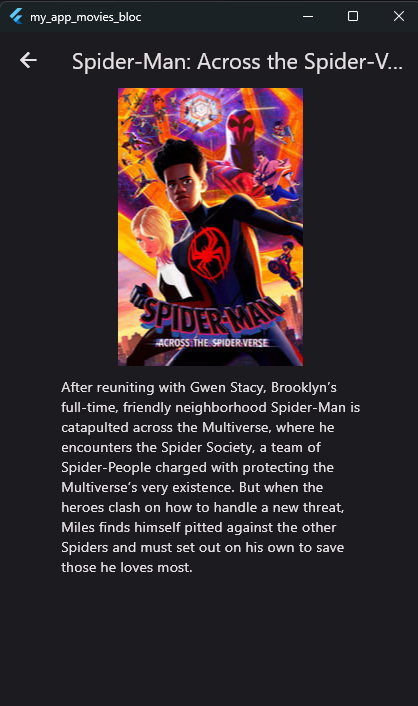 my_app_movies_bloc
Spider-Man: Across the Spider-V...
SPIDER-MAN
ACROSS THE SPIDER-VERSE
After reuniting with Gwen Stacy, Brooklyn’s
full-time, friendly neighborhood Spider-Man is
catapulted across the Multiverse, where he
encounters the Spider Society, a team of
Spider-People charged with protecting the
Multiverse’s very existence. But when the
heroes clash on how to handle a new threat,
Miles finds himself pitted against the other
Spiders and must set out on his own to save
those he loves most.